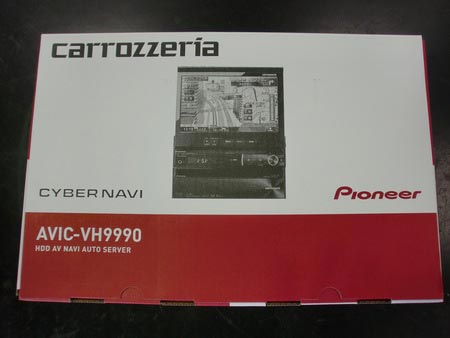 carrozzeria
CYBER NAVI
Pioneer
AVIC-VH9990
HDD AV NAVI AUTO SERVER